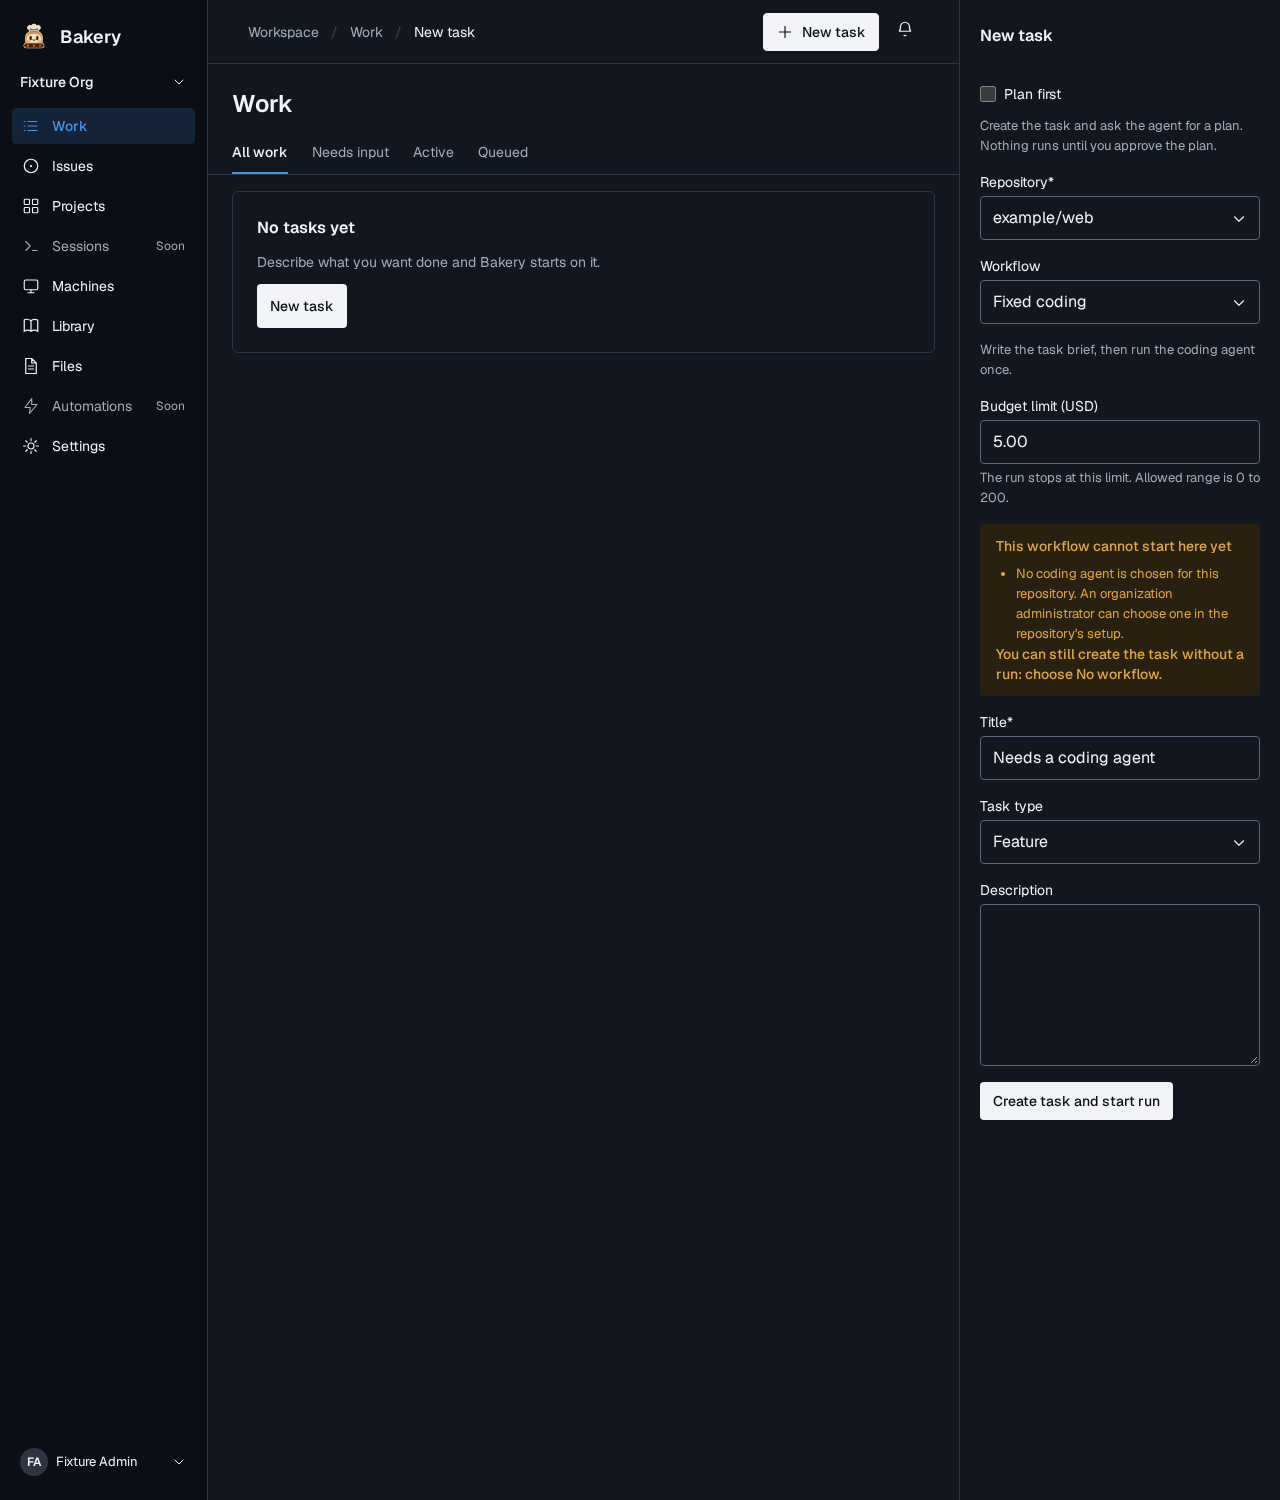 Bakery
Fixture Org
Work
Issues
Projects
Sessions Soon
Machines
Library
Files
Automations Soon
Settings
FA Fixture Admin
Workspace / Work / New task
New task
Work
All work Needs input Active Queued
No tasks yet
Describe what you want done and Bakery starts on it.
New task
New task
Plan first
Create the task and ask the agent for a plan.
Nothing runs until you approve the plan.
Repository*
example/web
Workflow
Fixed coding
Write the task brief, then run the coding agent
once.
Budget limit (USD)
5.00
The run stops at this limit. Allowed range is 0 to
200.
This workflow cannot start here yet
• No coding agent is chosen for this
repository. An organization
administrator can choose one in the
repository's setup.
You can still create the task without a
run: choose No workflow.
Title*
Needs a coding agent
Task type
Feature
Description
Create task and start run